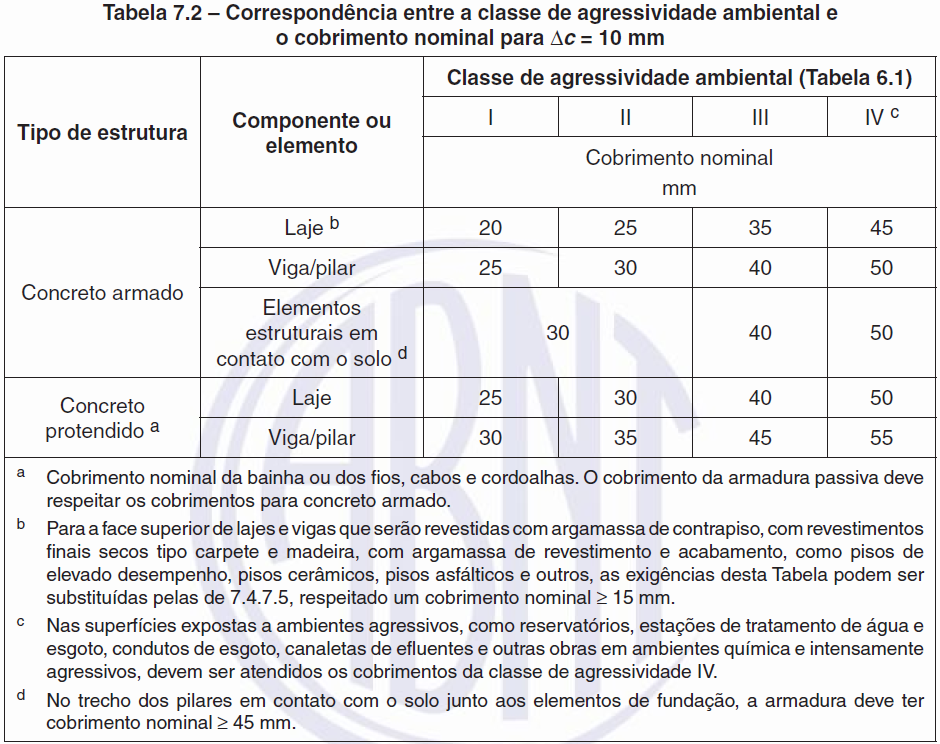 Tabela 7.2 – Correspondência entre a classe de agressividade ambiental e
o cobrimento nominal para Δc = 10 mm
Tipo de estrutura
Componente ou
elemento
Classe de agressividade ambiental (Tabela 6.1)
I II III IV c
Cobrimento nominal
mm
Concreto armado
Laje b 20 25 35 45
Viga/pilar 25 30 40 50
Elementos
estruturais em
contato com o solo d
30 40 50
Concreto
protendido a
Laje 25 30 40 50
Viga/pilar 30 35 45 55
a Cobrimento nominal da bainha ou dos fios, cabos e cordoalhas. O cobrimento da armadura passiva deve
respeitar os cobrimentos para concreto armado.
b Para a face superior de lajes e vigas que serão revestidas com argamassa de contrapiso, com revestimentos
finais secos tipo carpete e madeira, com argamassa de revestimento e acabamento, como pisos de
elevado desempenho, pisos cerâmicos, pisos asfálticos e outros, as exigências desta Tabela podem ser
substituídas pelas de 7.4.7.5, respeitado um cobrimento nominal ≥ 15 mm.
c Nas superfícies expostas a ambientes agressivos, como reservatórios, estações de tratamento de água e
esgoto, condutos de esgoto, canaletas de efluentes e outras obras em ambientes química e intensamente
agressivos, devem ser atendidos os cobrimentos da classe de agressividade IV.
d No trecho dos pilares em contato com o solo junto aos elementos de fundação, a armadura deve ter
cobrimento nominal ≥ 45 mm.
ABNT